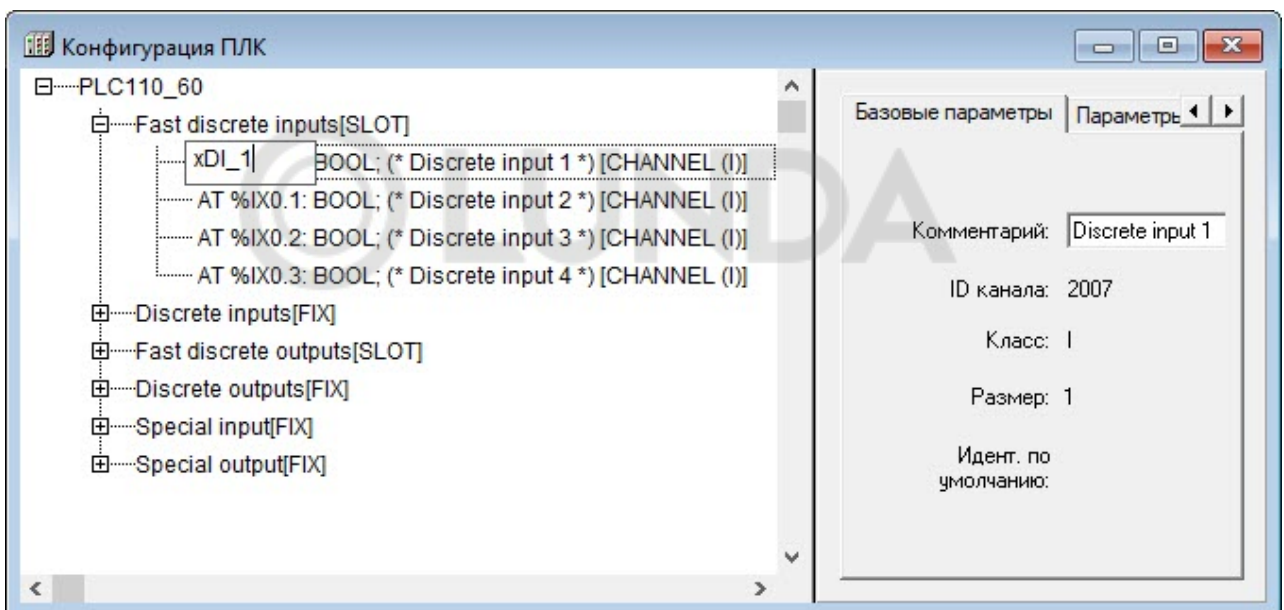 Конфигурация ПЛК
PLC110_60
Fast discrete inputs[SLOT]
xDI_1 BOOL; (* Discrete input 1 *) [CHANNEL (I)]
AT %IX0.1: BOOL; (* Discrete input 2 *) [CHANNEL (I)]
AT %IX0.2: BOOL; (* Discrete input 3 *) [CHANNEL (I)]
AT %IX0.3: BOOL; (* Discrete input 4 *) [CHANNEL (I)]
Discrete inputs[FIX]
Fast discrete outputs[SLOT]
Discrete outputs[FIX]
Special input[FIX]
Special output[FIX]
Базовые параметры Параметры
Комментарий: Discrete input 1
ID канала: 2007
Класс: I
Размер: 1
Идент. по
умолчанию:
LUNDA